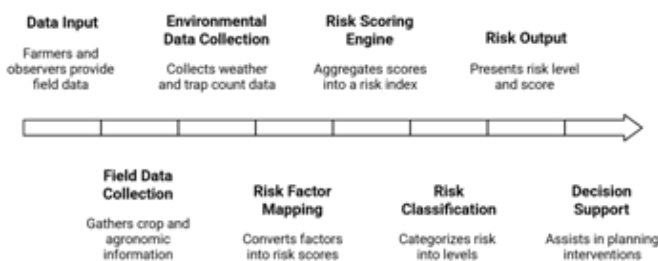 Data Input
Farmers and
observers provide
field data
Environmental
Data Collection
Collects weather
and trap count data
Risk Scoring
Engine
Aggregates scores
into a risk index
Risk Output
Presents risk level
and score
Field Data
Collection
Gathers crop and
agronomic
information
Risk Factor
Mapping
Converts factors
into risk scores
Risk
Classification
Categorizes risk
into levels
Decision
Support
Assists in planning
interventions